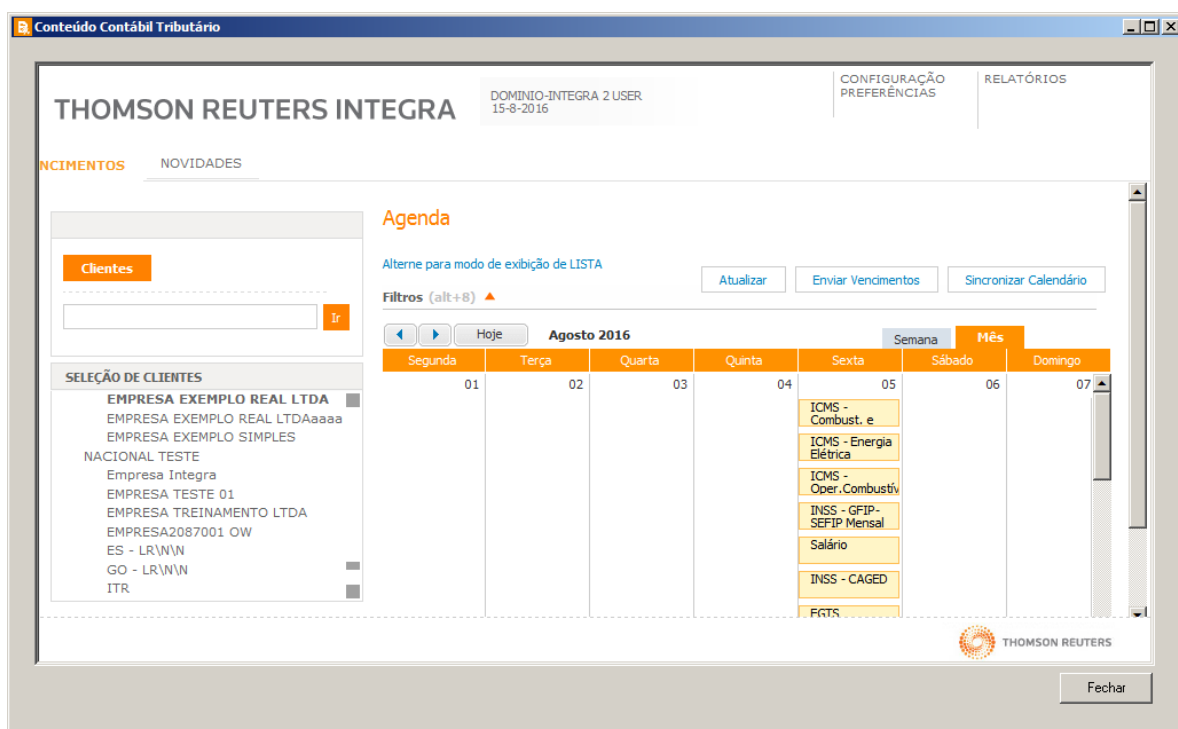 Conteúdo Contábil Tributário
THOMSON REUTERS INTEGRA
DOMINIO-INTEGRA 2 USER
15-8-2016
CONFIGURAÇÃO
PREFERÊNCIAS
RELATÓRIOS
NCIMENTOS
NOVIDADES
Clientes
Ir
SELEÇÃO DE CLIENTES
EMPRESA EXEMPLO REAL LTDA
EMPRESA EXEMPLO REAL LTDAaaaa
EMPRESA EXEMPLO SIMPLES
NACIONAL TESTE
Empresa Integra
EMPRESA TESTE 01
EMPRESA TREINAMENTO LTDA
EMPRESA2087001 OW
ES - LR\N\N
GO - LR\N\N
ITR
Agenda
Alterne para modo de exibição de LISTA
Atualizar
Enviar Vencimentos
Sincronizar Calendário
Filtros (alt+8)
Hoje
Agosto 2016
Semana
Mês
Segunda Terça Quarta Quinta Sexta Sábado Domingo
01 02 03 04 05 06 07
ICMS -
Combust. e
ICMS - Energia
Elétrica
ICMS -
Oper.Combustív
INSS - GFIP-
SEFIP Mensal
Salário
INSS - CAGED
FGTS
THOMSON REUTERS
Fechar